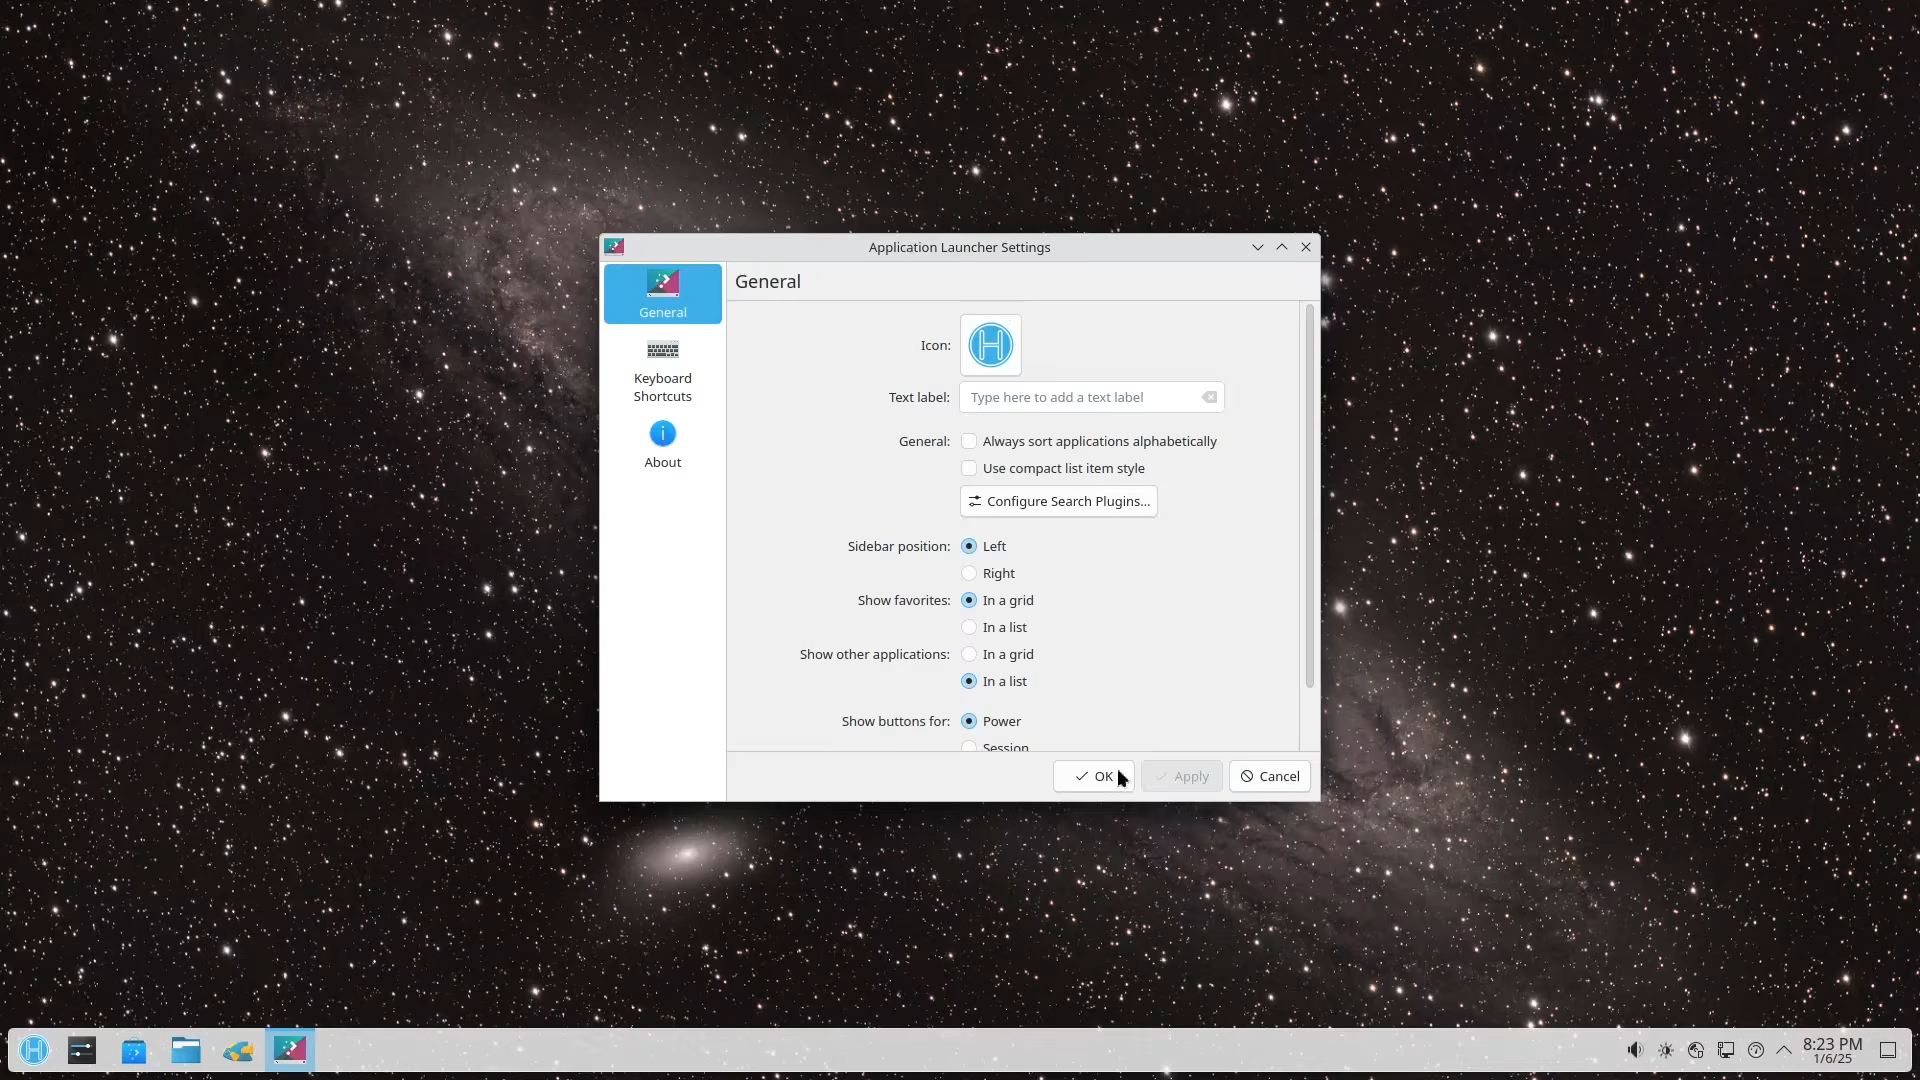 Application Launcher Settings
General
General
Keyboard
Shortcuts
About
Icon:
Text label: Type here to add a text label
General: Always sort applications alphabetically
Use compact list item style
Configure Search Plugins...
Sidebar position: Left
Right
Show favorites: In a grid
In a list
Show other applications: In a grid
In a list
Show buttons for: Power
Session
OK Apply Cancel
8:23 PM
1/6/25